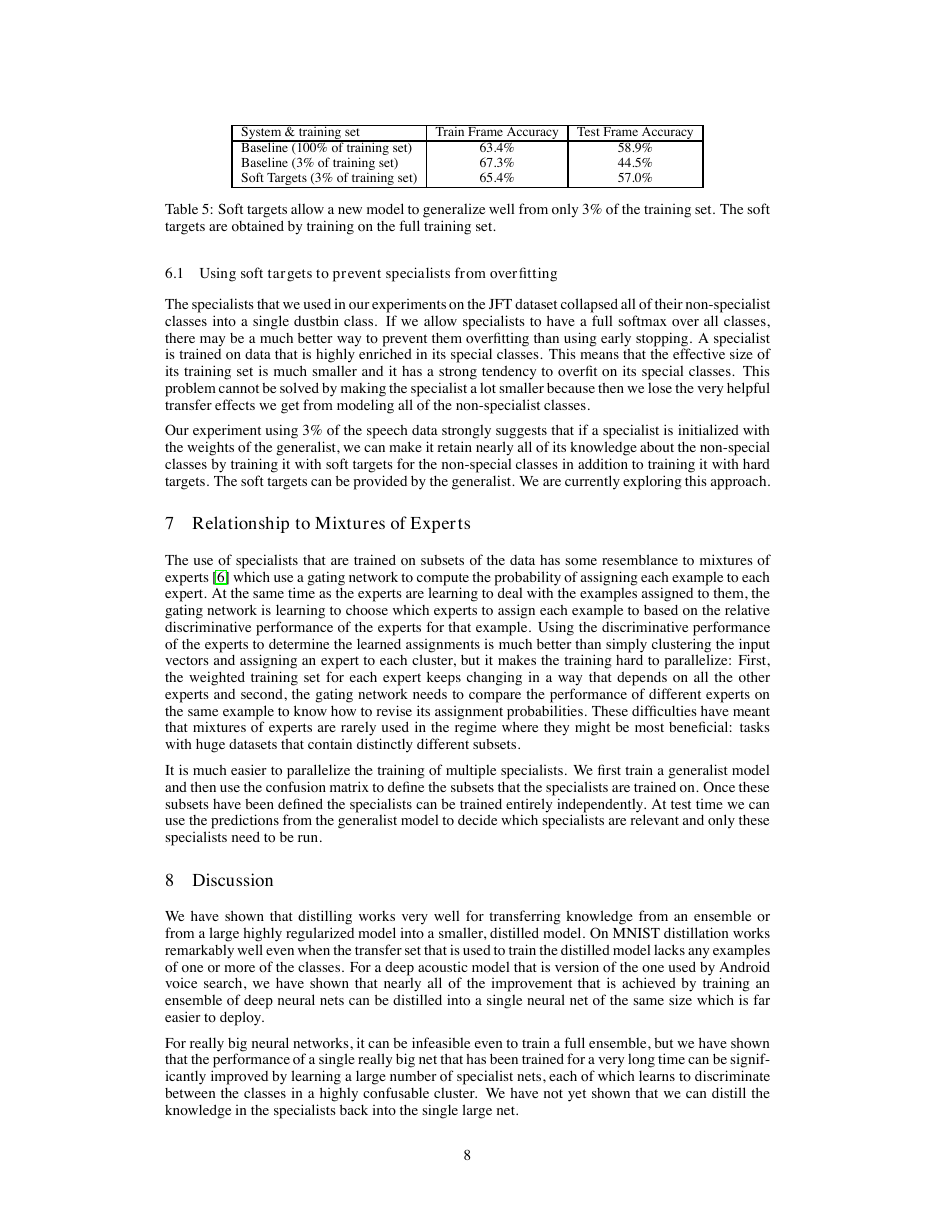 System & training set Train Frame Accuracy Test Frame Accuracy
Baseline (100% of training set) 63.4% 58.9%
Baseline (3% of training set) 67.3% 44.5%
Soft Targets (3% of training set) 65.4% 57.0%
Table 5: Soft targets allow a new model to generalize well from only 3% of the training set. The soft
targets are obtained by training on the full training set.
6.1 Using soft targets to prevent specialists from overfitting
The specialists that we used in our experiments on the JFT dataset collapsed all of their non-specialist
classes into a single dustbin class. If we allow specialists to have a full softmax over all classes,
there may be a much better way to prevent them overfitting than using early stopping. A specialist
is trained on data that is highly enriched in its special classes. This means that the effective size of
its training set is much smaller and it has a strong tendency to overfit on its special classes. This
problem cannot be solved by making the specialist a lot smaller because then we lose the very helpful
transfer effects we get from modeling all of the non-specialist classes.
Our experiment using 3% of the speech data strongly suggests that if a specialist is initialized with
the weights of the generalist, we can make it retain nearly all of its knowledge about the non-special
classes by training it with soft targets for the non-special classes in addition to training it with hard
targets. The soft targets can be provided by the generalist. We are currently exploring this approach.
7 Relationship to Mixtures of Experts
The use of specialists that are trained on subsets of the data has some resemblance to mixtures of
experts [6] which use a gating network to compute the probability of assigning each example to each
expert. At the same time as the experts are learning to deal with the examples assigned to them, the
gating network is learning to choose which experts to assign each example to based on the relative
discriminative performance of the experts for that example. Using the discriminative performance
of the experts to determine the learned assignments is much better than simply clustering the input
vectors and assigning an expert to each cluster, but it makes the training hard to parallelize: First,
the weighted training set for each expert keeps changing in a way that depends on all the other
experts and second, the gating network needs to compare the performance of different experts on
the same example to know how to revise its assignment probabilities. These difficulties have meant
that mixtures of experts are rarely used in the regime where they might be most beneficial: tasks
with huge datasets that contain distinctly different subsets.
It is much easier to parallelize the training of multiple specialists. We first train a generalist model
and then use the confusion matrix to define the subsets that the specialists are trained on. Once these
subsets have been defined the specialists can be trained entirely independently. At test time we can
use the predictions from the generalist model to decide which specialists are relevant and only these
specialists need to be run.
8 Discussion
We have shown that distilling works very well for transferring knowledge from an ensemble or
from a large highly regularized model into a smaller, distilled model. On MNIST distillation works
remarkably well even when the transfer set that is used to train the distilled model lacks any examples
of one or more of the classes. For a deep acoustic model that is version of the one used by Android
voice search, we have shown that nearly all of the improvement that is achieved by training an
ensemble of deep neural nets can be distilled into a single neural net of the same size which is far
easier to deploy.
For really big neural networks, it can be infeasible even to train a full ensemble, but we have shown
that the performance of a single really big net that has been trained for a very long time can be signif-
icantly improved by learning a large number of specialist nets, each of which learns to discriminate
between the classes in a highly confusable cluster. We have not yet shown that we can distill the
knowledge in the specialists back into the single large net.
8